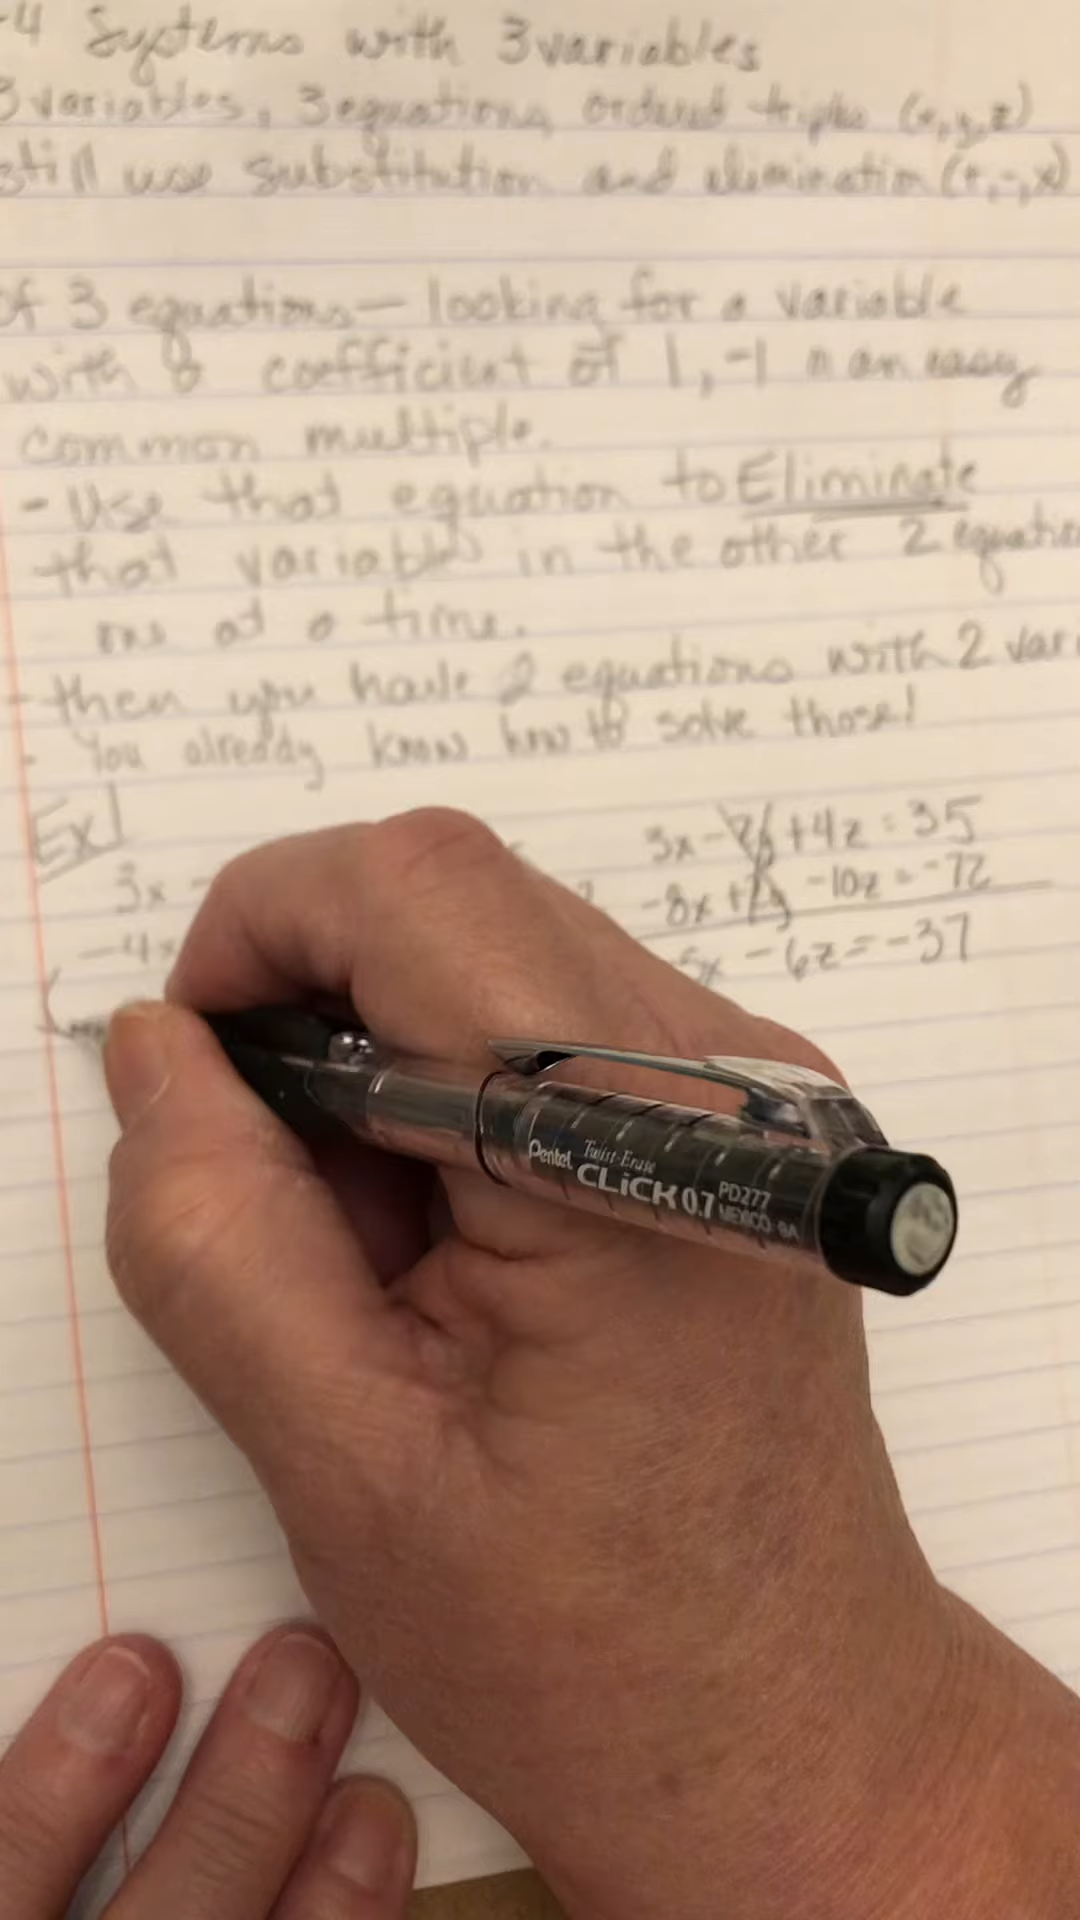 -4 Systems with 3 variables
3 variables, 3 equations, ordered triples (x,y,z)
still use substitution and elimination (+,-,x)
of 3 equations — looking for a variable
with a coefficient of 1, -1 or an easy
common multiple.
- Use that equation to Eliminate
that variable in the other 2 equation
one at a time.
- then you have 2 equations with 2 vari
- You already know how to solve those!
Ex 1
3x - 2y + 4z = 35
3x -
-8x + 2y - 10z = -72
-4x
-5x - 6z = -37
Pentel Twist-Erase CLiCK 0.7 PD277
MEXICO